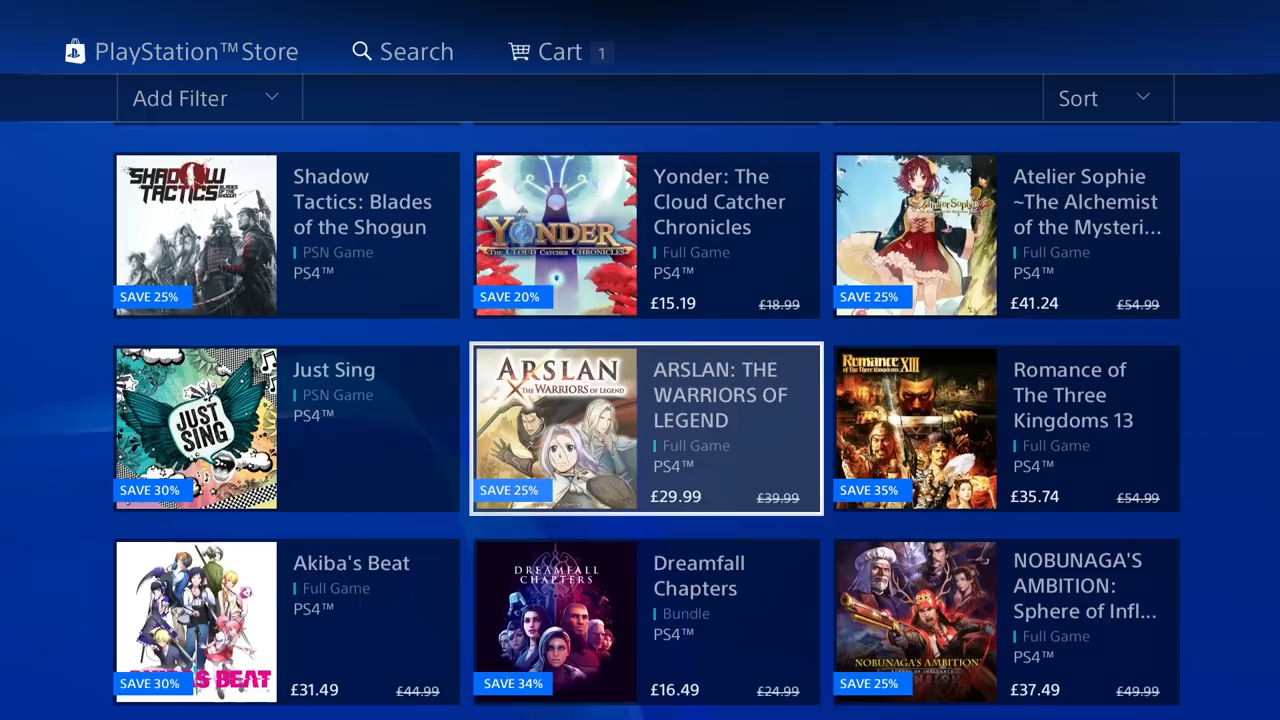 PlayStation™Store
Search
Cart 1
Add Filter
Sort
SHADOW
TACTICS
BLADES
OF THE SHOGUN
SAVE 25%
Shadow
Tactics: Blades
of the Shogun
PSN Game
PS4™
YONDER
THE CLOUD CATCHER CHRONICLES
SAVE 20%
Yonder: The
Cloud Catcher
Chronicles
Full Game
PS4™
£15.19 £18.99
Atelier Sophie
SAVE 25%
Atelier Sophie
~The Alchemist
of the Mysteri...
Full Game
PS4™
£41.24 £54.99
JUST
SING
SAVE 30%
Just Sing
PSN Game
PS4™
ARSLAN
THE WARRIORS OF LEGEND
SAVE 25%
ARSLAN: THE
WARRIORS OF
LEGEND
Full Game
PS4™
£29.99 £39.99
Romance XIII
of The Three Kingdoms
SAVE 35%
Romance of
The Three
Kingdoms 13
Full Game
PS4™
£35.74 £54.99
S BEAT
SAVE 30%
Akiba's Beat
Full Game
PS4™
£31.49 £44.99
DREAMFALL
CHAPTERS
SAVE 34%
Dreamfall
Chapters
Bundle
PS4™
£16.49 £24.99
NOBUNAGA'S AMBITION
SAVE 25%
NOBUNAGA'S
AMBITION:
Sphere of Infl...
Full Game
PS4™
£37.49 £49.99